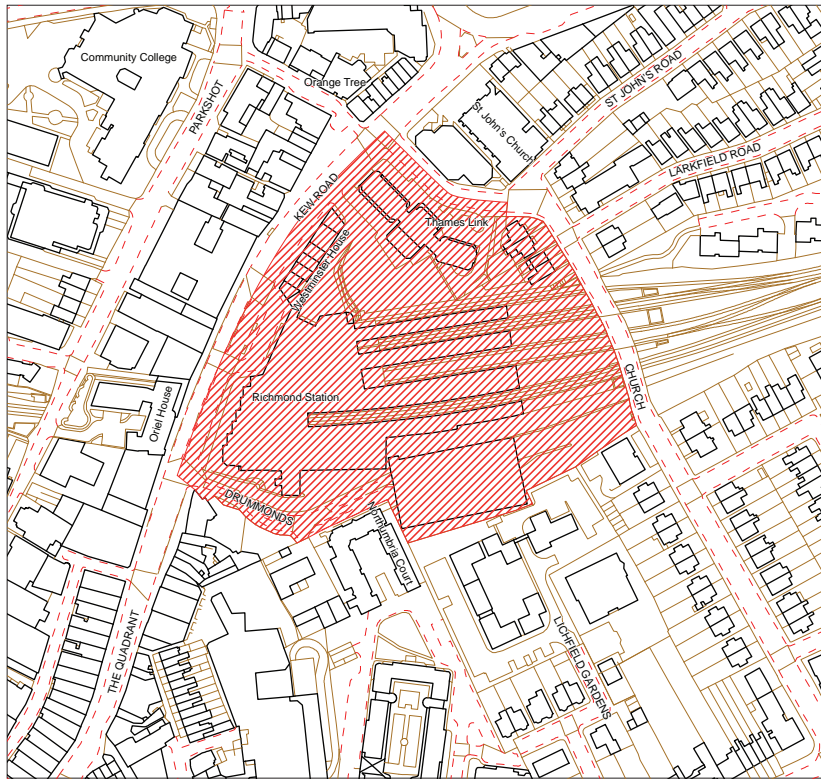 Community College
Orange Tree
PARKSHOT
ST JOHN'S ROAD
St John's Church
LARKFIELD ROAD
KEW ROAD
Thames Link
Westminster House
Richmond Station
CHURCH
Oriel House
DRUMMONDS
Northumbria Court
THE QUADRANT
LICHFIELD GARDENS